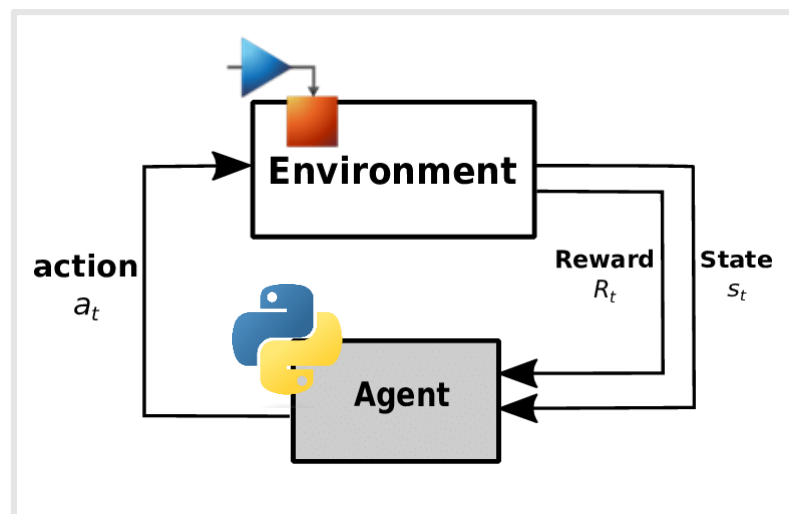 Environment
action
a_t
Reward
R_t
State
s_t
Agent